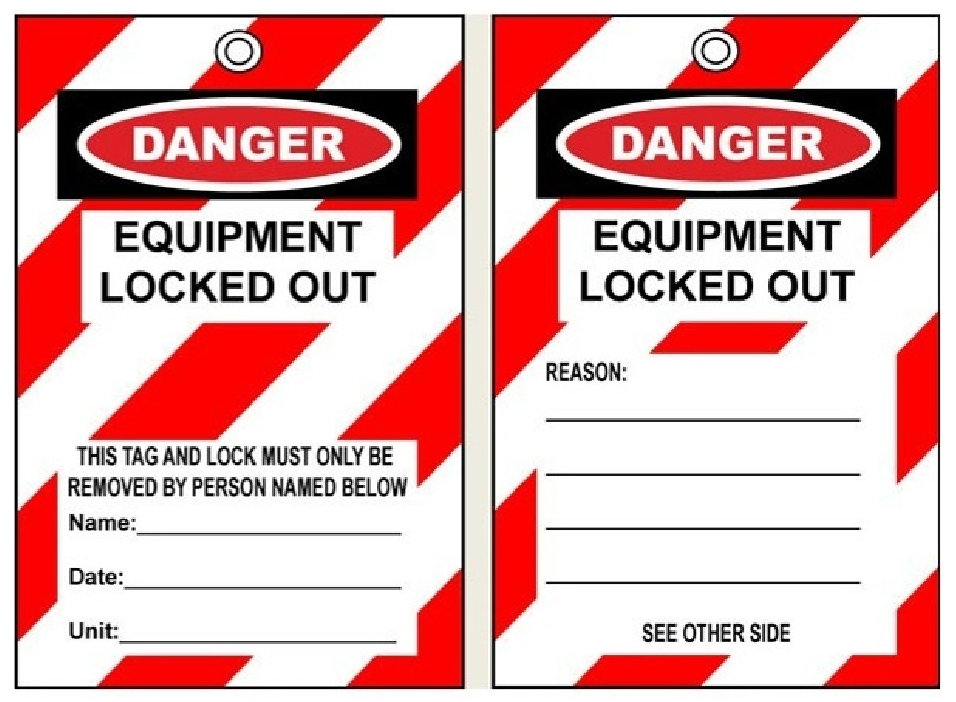 DANGER
EQUIPMENT
LOCKED OUT
THIS TAG AND LOCK MUST ONLY BE
REMOVED BY PERSON NAMED BELOW
Name:
Date:
Unit:
DANGER
EQUIPMENT
LOCKED OUT
REASON:
SEE OTHER SIDE